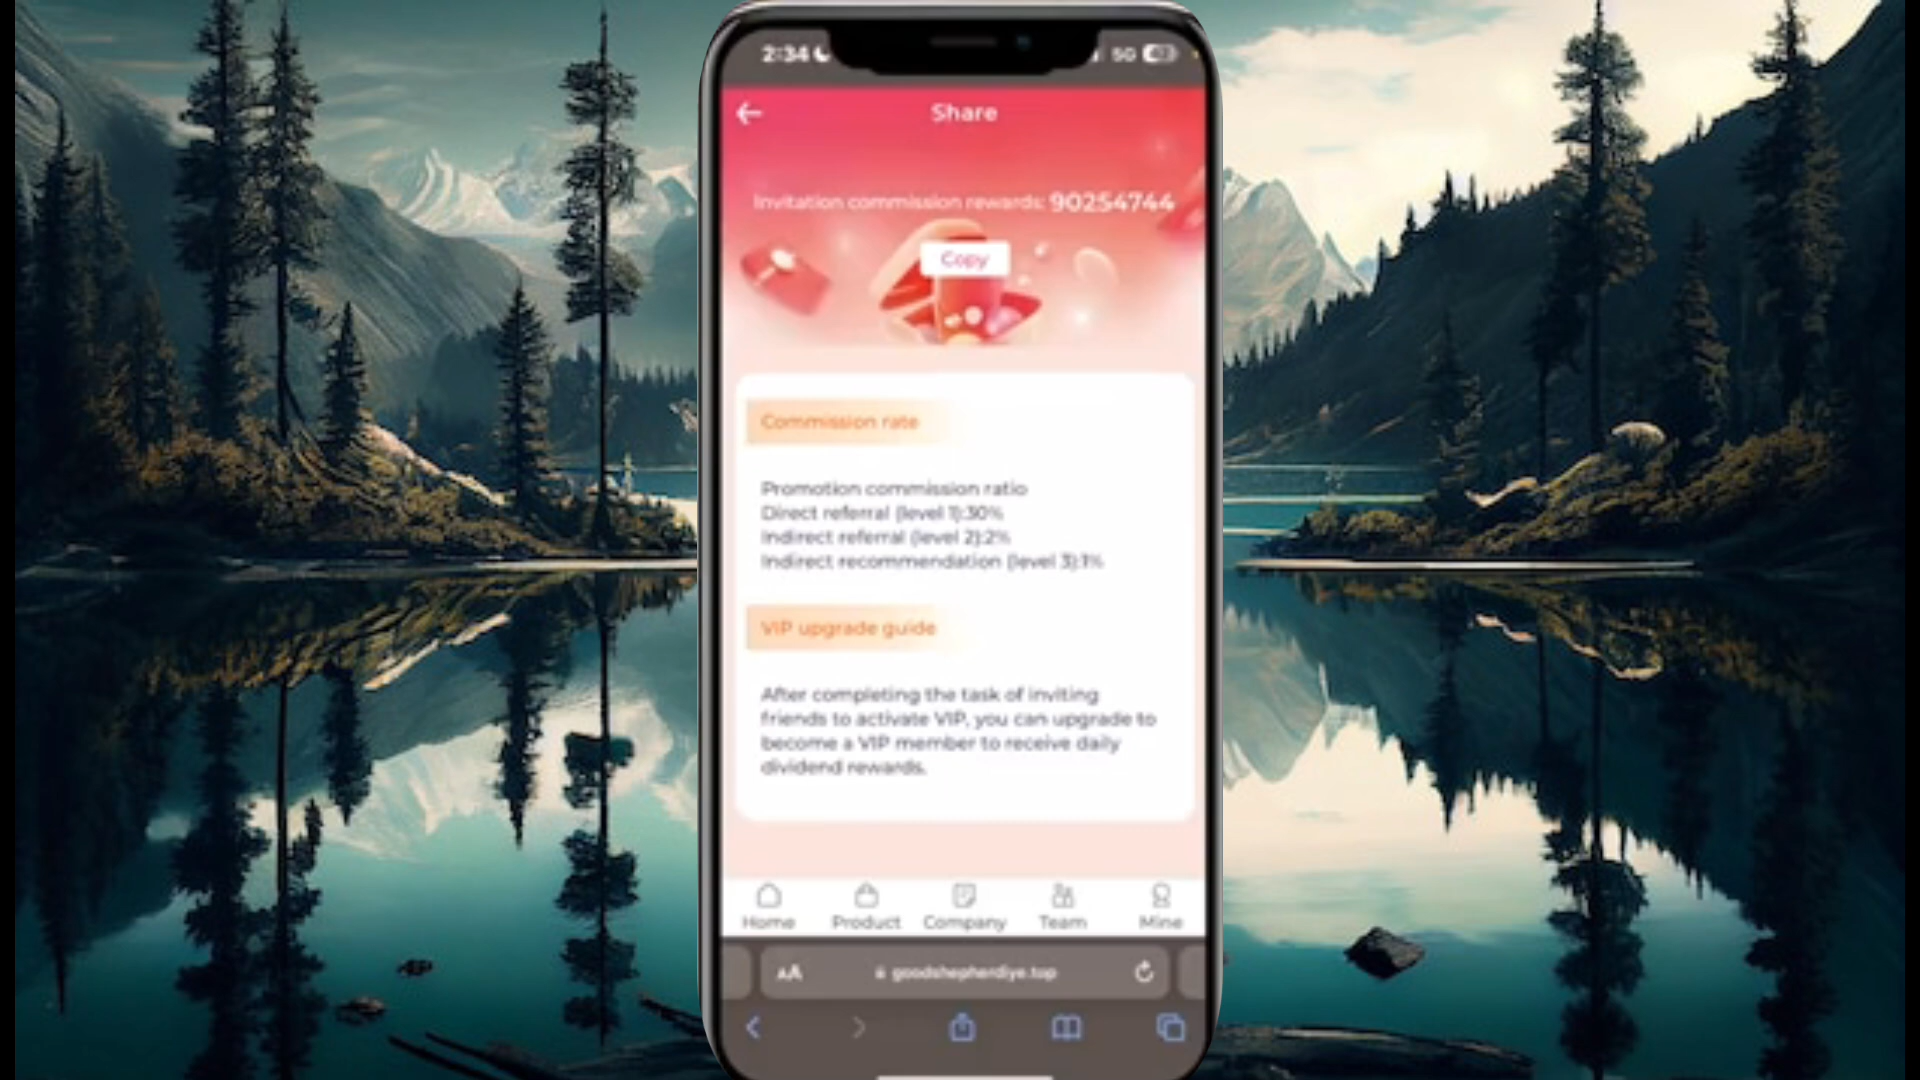 2:34
5G
Share
Invitation commission rewards: 90254744
Copy
Commission rate
Promotion commission ratio
Direct referral (level 1):30%
Indirect referral (level 2):2%
Indirect recommendation (level 3):1%
VIP upgrade guide
After completing the task of inviting
friends to activate VIP, you can upgrade to
become a VIP member to receive daily
dividend rewards.
Home Product Company Team Mine
AA goodshepherdiye.top